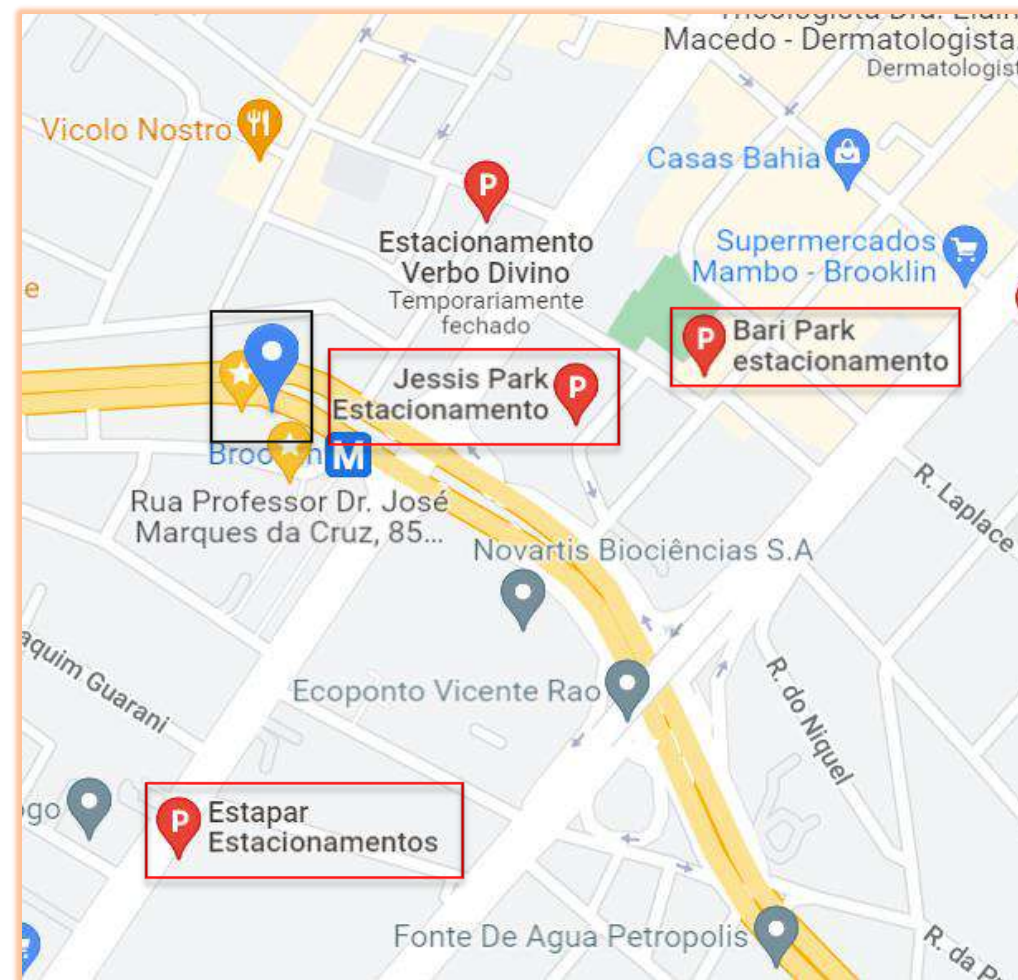 Macedo - Dermatologista.
Vicolo Nostro
Casas Bahia
P
Estacionamento
Verbo Divino
Temporariamente
fechado
Supermercados
Mambo - Brooklin
e
P
Bari Park
estacionamento
Jessis Park
Estacionamento
P
M
Rua Professor Dr. José
Marques da Cruz, 85...
R. Laplace
Novartis Biociências S.A
Ecoponto Vicente Rao
R. do Niquel
P
Estapar
Estacionamentos
Fonte De Agua Petropolis